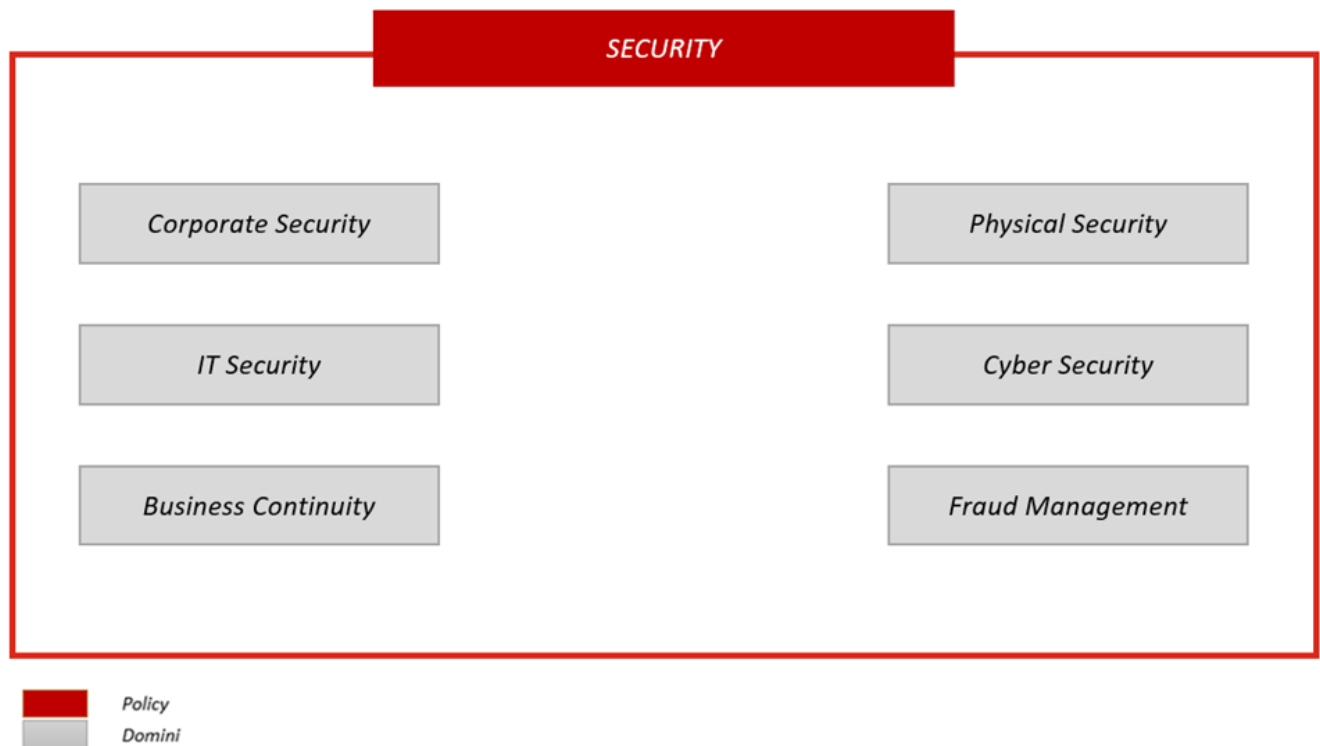 SECURITY
Corporate Security
Physical Security
IT Security
Cyber Security
Business Continuity
Fraud Management
Policy
Domini